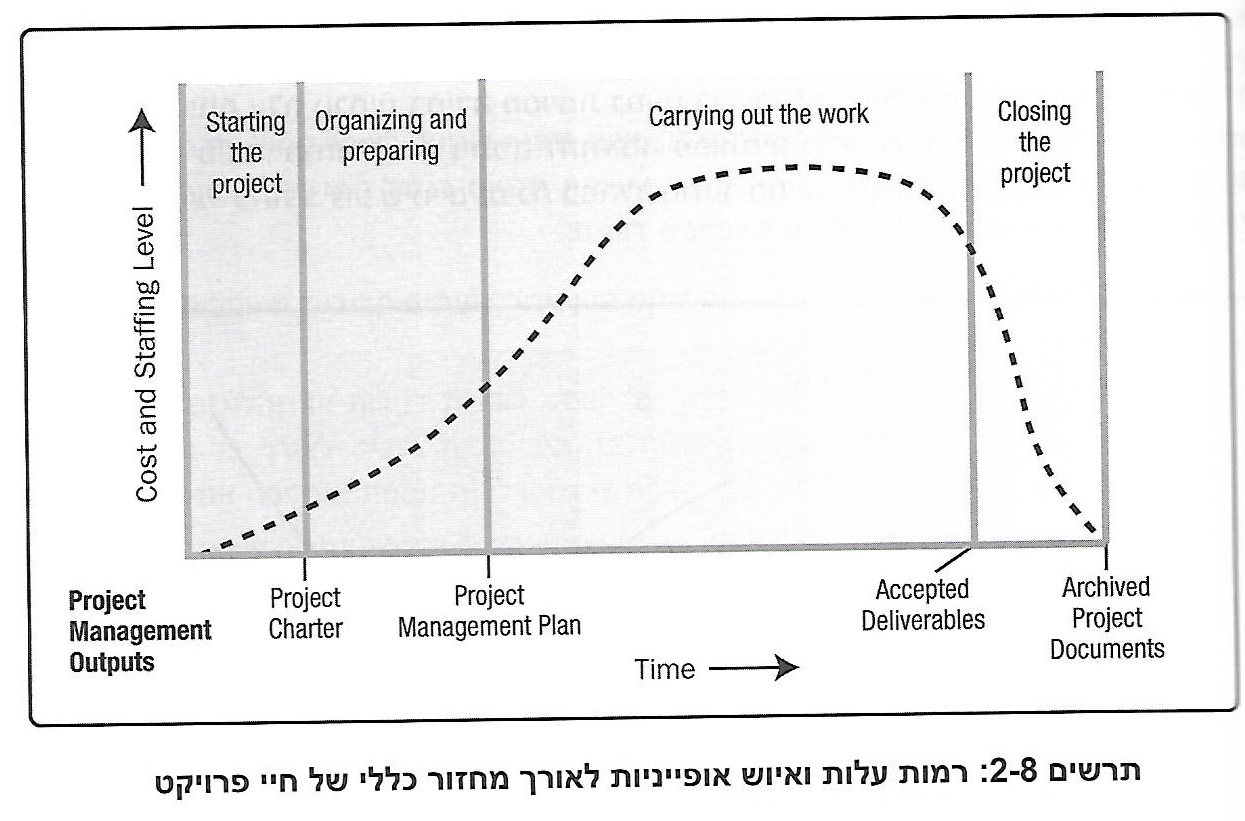 Starting
the
project
Organizing and
preparing
Carrying out the work
Closing
the
project
Cost and Staffing Level
Project
Management
Outputs
Project
Charter
Project
Management Plan
Accepted
Deliverables
Archived
Project
Documents
Time
תרשים 2-8: רמות עלות ואיוש אופייניות לאורך מחזור כללי של חיי פרויקט